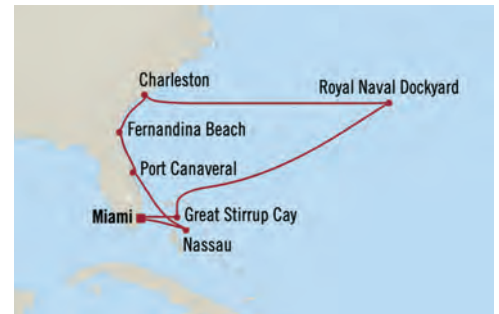 Charleston
Royal Naval Dockyard
Fernandina Beach
Port Canaveral
Miami
Great Stirrup Cay
Nassau